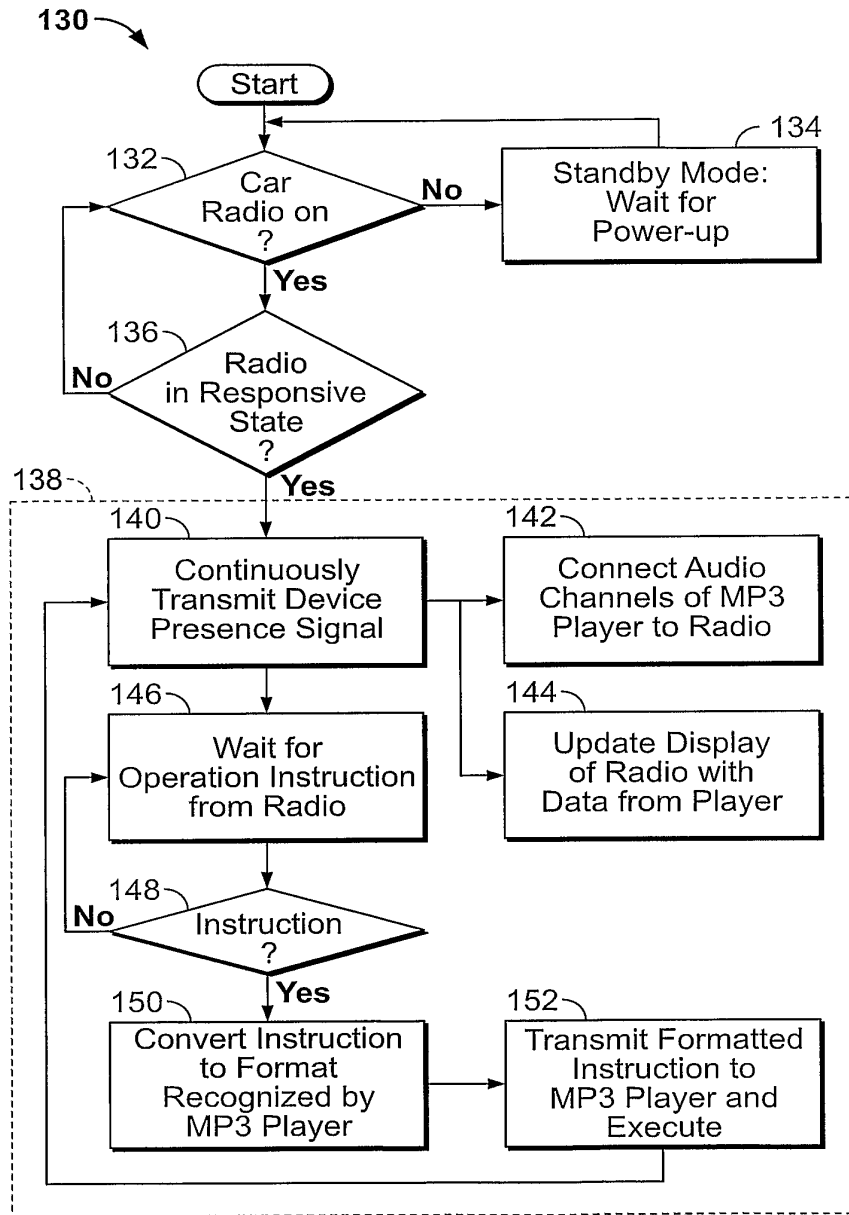 130
Start
132
Car
Radio on
?
No
134
Standby Mode:
Wait for
Power-up
Yes
136
Radio
in Responsive
State
?
No
Yes
138
140
Continuously
Transmit Device
Presence Signal
142
Connect Audio
Channels of MP3
Player to Radio
146
Wait for
Operation Instruction
from Radio
144
Update Display
of Radio with
Data from Player
148
Instruction
?
No
Yes
150
Convert Instruction
to Format
Recognized by
MP3 Player
152
Transmit Formatted
Instruction to
MP3 Player and
Execute